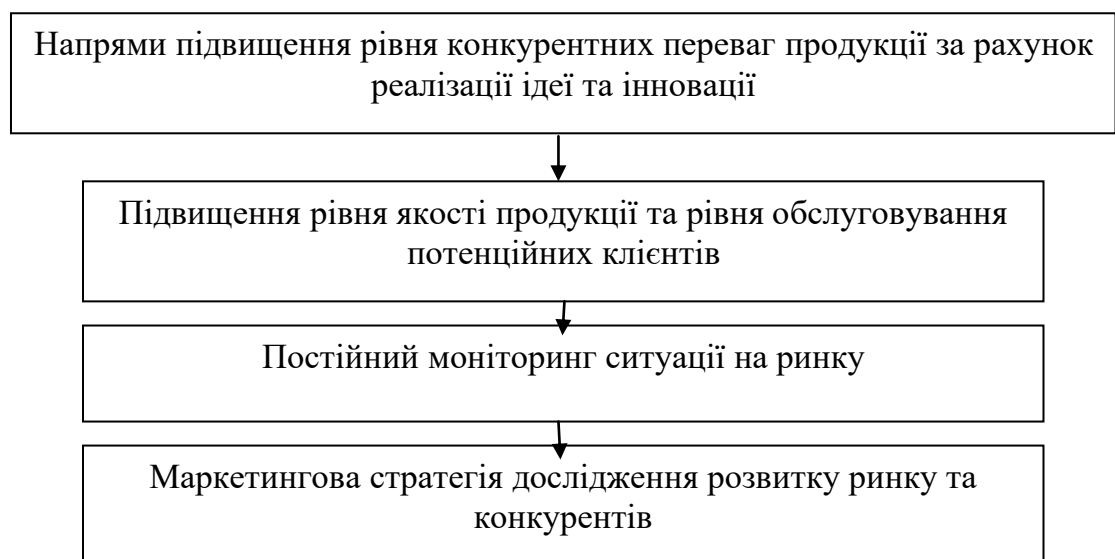 Напрями підвищення рівня конкурентних переваг продукції за рахунок
реалізації ідеї та інновації
Підвищення рівня якості продукції та рівня обслуговування
потенційних клієнтів
Постійний моніторинг ситуації на ринку
Маркетингова стратегія дослідження розвитку ринку та
конкурентів